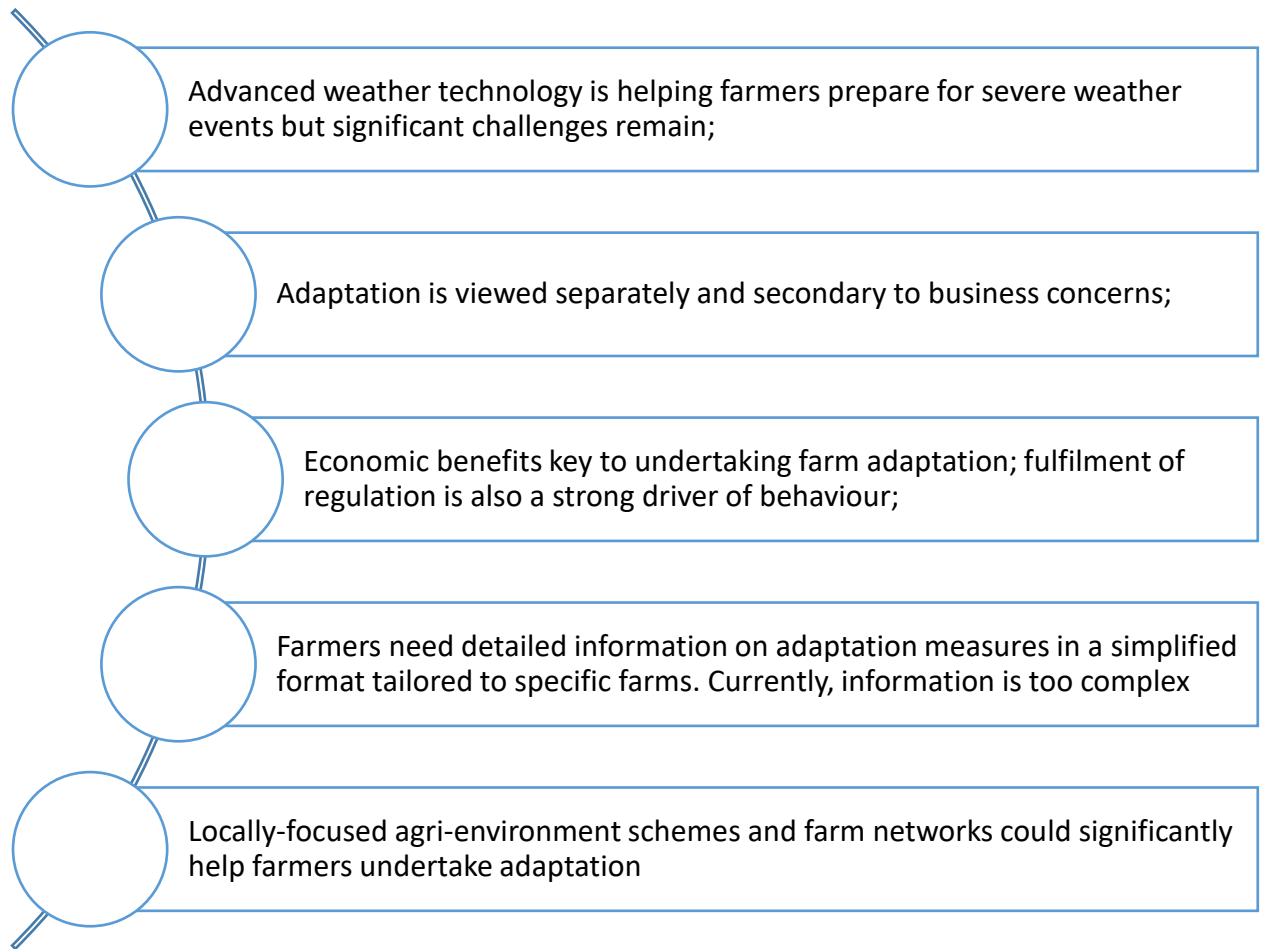 Advanced weather technology is helping farmers prepare for severe weather
events but significant challenges remain;
Adaptation is viewed separately and secondary to business concerns;
Economic benefits key to undertaking farm adaptation; fulfilment of
regulation is also a strong driver of behaviour;
Farmers need detailed information on adaptation measures in a simplified
format tailored to specific farms. Currently, information is too complex
Locally-focused agri-environment schemes and farm networks could significantly
help farmers undertake adaptation